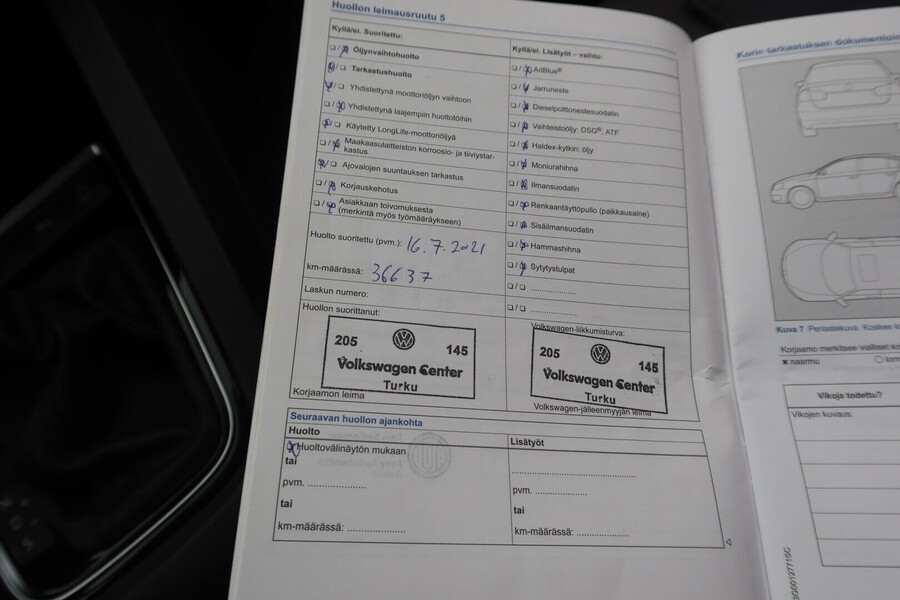 Huollon leimausruutu 5
Kyllä/ei. Suoritettu:
Öljynvaihtohuolto
Tarkastushuolto
Yhdistettynä moottoriöljyn vaihtoon
Yhdistettynä laajempiin huoltotöihin
Käytetty LongLife-moottoriöljyä
Maakaasulaitteiston korroosio- ja tiiviystar-
kastus
Ajovalojen suuntauksen tarkastus
Korjauskehotus
Asiakkaan toivomuksesta
(merkintä myös työmääräykseen)
Huolto suoritettu (pvm.): 16.7.2021
km-määrässä: 36637
Laskun numero:
Huollon suorittanut:
205 145
Volkswagen Center
Turku
Korjaamon leima
Kyllä/ei. Lisätyöt – vaihto:
AdBlue®
Jarruneste
Dieselpolttonestesuodatin
Vaihteistoöljy: DSG®, ATF
Haldex-kytkin: öljy
Moniurahihna
Ilmansuodatin
Renkaantäyttöpullo (paikkausaine)
Sisäilmansuodatin
Hammashihna
Sytytystulpat
Volkswagen-liikkumisturva:
205 145
Volkswagen Center
Turku
Volkswagen-jälleenmyyjän leima
Seuraavan huollon ajankohta
Huolto
Huoltovälinäytön mukaan
tai
pvm. ....................
tai
km-määrässä: ....................
Lisätyöt
pvm. ..................
tai
km-määrässä: ..................
Korin tarkastuksen
Kuva 7 Periaatekuva.
naarmu
Vikoja todettu?
Vikojen kuvaus: